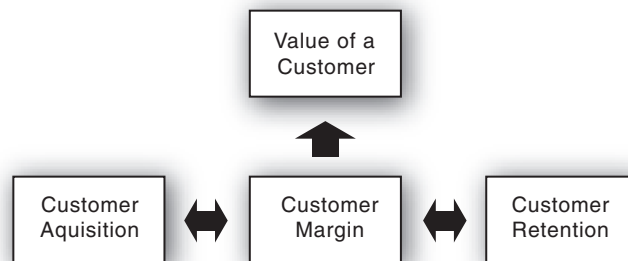 Value of a
Customer
Customer
Aquisition
Customer
Margin
Customer
Retention